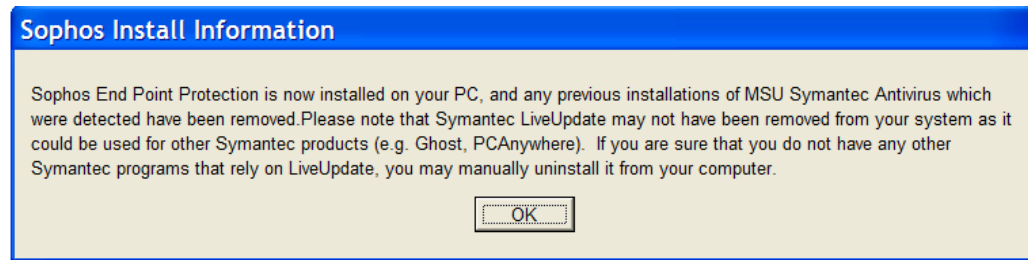 Sophos Install Information
Sophos End Point Protection is now installed on your PC, and any previous installations of MSU Symantec Antivirus which
were detected have been removed.Please note that Symantec LiveUpdate may not have been removed from your system as it
could be used for other Symantec products (e.g. Ghost, PCAnywhere).  If you are sure that you do not have any other
Symantec programs that rely on LiveUpdate, you may manually uninstall it from your computer.
OK